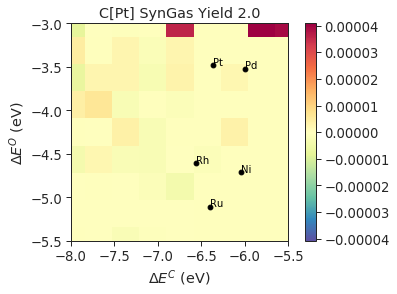 C[Pt] SynGas Yield 2.0
−3.0
−3.5
−4.0
−4.5
−5.0
−5.5
ΔE^O (eV)
Pt
Pd
Rh
Ni
Ru
−8.0 −7.5 −7.0 −6.5 −6.0 −5.5
ΔE^C (eV)
0.00004
0.00003
0.00002
0.00001
0.00000
−0.00001
−0.00002
−0.00003
−0.00004